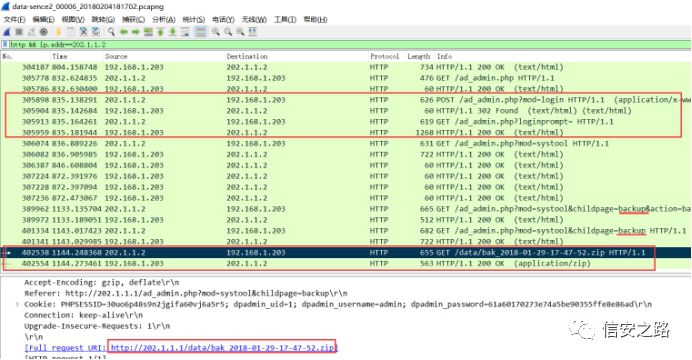 data-sence2_00006_20180204181702.pcapng
文件(F) 编辑(E) 视图(V) 跳转(G) 捕获(C) 分析(A) 统计(S) 电话(Y) 无线(W) 工具(T) 帮助(H)
http && ip.addr==202.1.1.2
No. Time Source Destination Protocol Length Info
304187 804.158748 192.168.1.203 202.1.1.2 HTTP 734 HTTP/1.1 200 OK (text/html)
305778 832.624835 202.1.1.2 192.168.1.203 HTTP 476 GET /ad_admin.php HTTP/1.1
305786 832.630400 192.168.1.203 202.1.1.2 HTTP 60 HTTP/1.1 200 OK (text/html)
305898 835.138291 202.1.1.2 192.168.1.203 HTTP 626 POST /ad_admin.php?mod=login HTTP/1.1 (application/x-ww
305904 835.142684 192.168.1.203 202.1.1.2 HTTP 60 HTTP/1.1 302 Found (text/html) (text/html)
305913 835.164261 202.1.1.2 192.168.1.203 HTTP 619 GET /ad_admin.php?loginprompt= HTTP/1.1
305959 835.181944 192.168.1.203 202.1.1.2 HTTP 1268 HTTP/1.1 200 OK (text/html)
306074 836.889226 202.1.1.2 192.168.1.203 HTTP 631 GET /ad_admin.php?mod=systool HTTP/1.1
306082 836.905985 192.168.1.203 202.1.1.2 HTTP 722 HTTP/1.1 200 OK (text/html)
306387 846.608804 192.168.1.203 202.1.1.2 HTTP 60 HTTP/1.1 200 OK (text/html)
307224 872.391976 192.168.1.203 202.1.1.2 HTTP 60 HTTP/1.1 200 OK (text/html)
307228 872.397094 192.168.1.203 202.1.1.2 HTTP 60 HTTP/1.1 200 OK (text/html)
307236 872.473067 192.168.1.203 202.1.1.2 HTTP 60 HTTP/1.1 200 OK (text/html)
389962 1133.135704 202.1.1.2 192.168.1.203 HTTP 665 GET /ad_admin.php?mod=systool&childpage=backup&action=ba
389972 1133.189051 192.168.1.203 202.1.1.2 HTTP 512 HTTP/1.1 200 OK (text/html)
401334 1143.017423 202.1.1.2 192.168.1.203 HTTP 682 GET /ad_admin.php?mod=systool&childpage=backup HTTP/1.1
401341 1143.029985 192.168.1.203 202.1.1.2 HTTP 722 HTTP/1.1 200 OK (text/html)
402538 1144.248368 202.1.1.2 192.168.1.203 HTTP 655 GET /data/bak_2018-01-29-17-47-52.zip HTTP/1.1
402554 1144.273461 192.168.1.203 202.1.1.2 HTTP 563 HTTP/1.1 200 OK (application/zip)
Accept-Encoding: gzip, deflate\r\n
Referer: http://202.1.1.1/ad_admin.php?mod=systool&childpage=backup\r\n
Cookie: PHPSESSID=30uo6p48s9n2jgifa60vj6a5r5; dpadmin_uid=1; dpadmin_username=admin; dpadmin_password=61a60170273e74a5be90355ffe8e86ad\r\n
Connection: keep-alive\r\n
Upgrade-Insecure-Requests: 1\r\n
\r\n
[Full request URI: http://202.1.1.1/data/bak_2018-01-29-17-47-52.zip]
[HTTP request 1/1]
信安之路